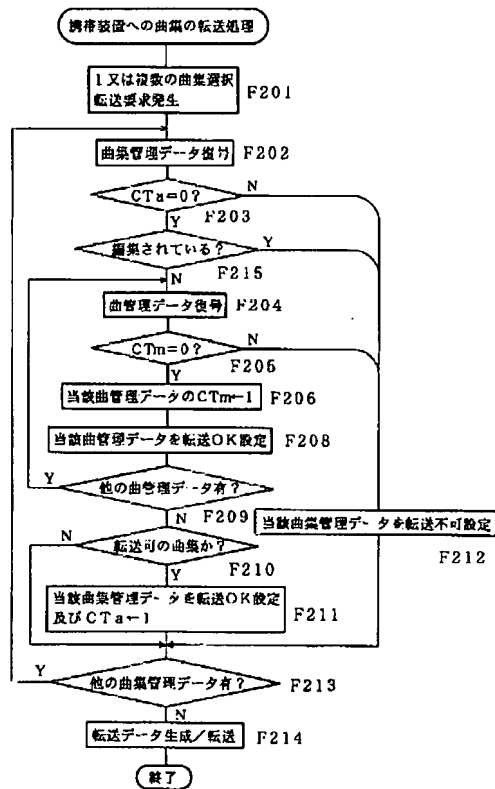 携帯装置への曲集の転送処理
1又は複数の曲集選択
転送要求発生
F201
曲集管理データ復号
F202
CTa=0?
N
F203
Y
編集されている?
Y
F215
N
曲管理データ復号
F204
CTm=0?
N
F205
Y
当該曲管理データのCTm←1
F206
当該曲管理データを転送OK設定
F208
Y
他の曲管理データ有?
N
F209
当該曲集管理データを転送不可設定
F212
N
転送可の曲集か?
F210
Y
当該曲集管理データを転送OK設定
及びCTa←1
F211
Y
他の曲集管理データ有?
F213
N
転送データ生成/転送
F214
終了